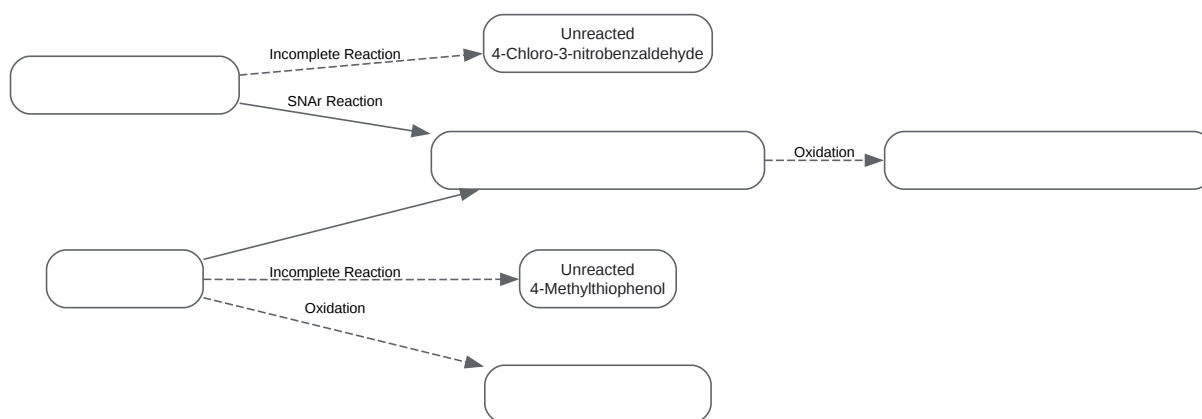 Unreacted
4-Chloro-3-nitrobenzaldehyde
Incomplete Reaction
SNAr Reaction
Oxidation
Incomplete Reaction
Unreacted
4-Methylthiophenol
Oxidation